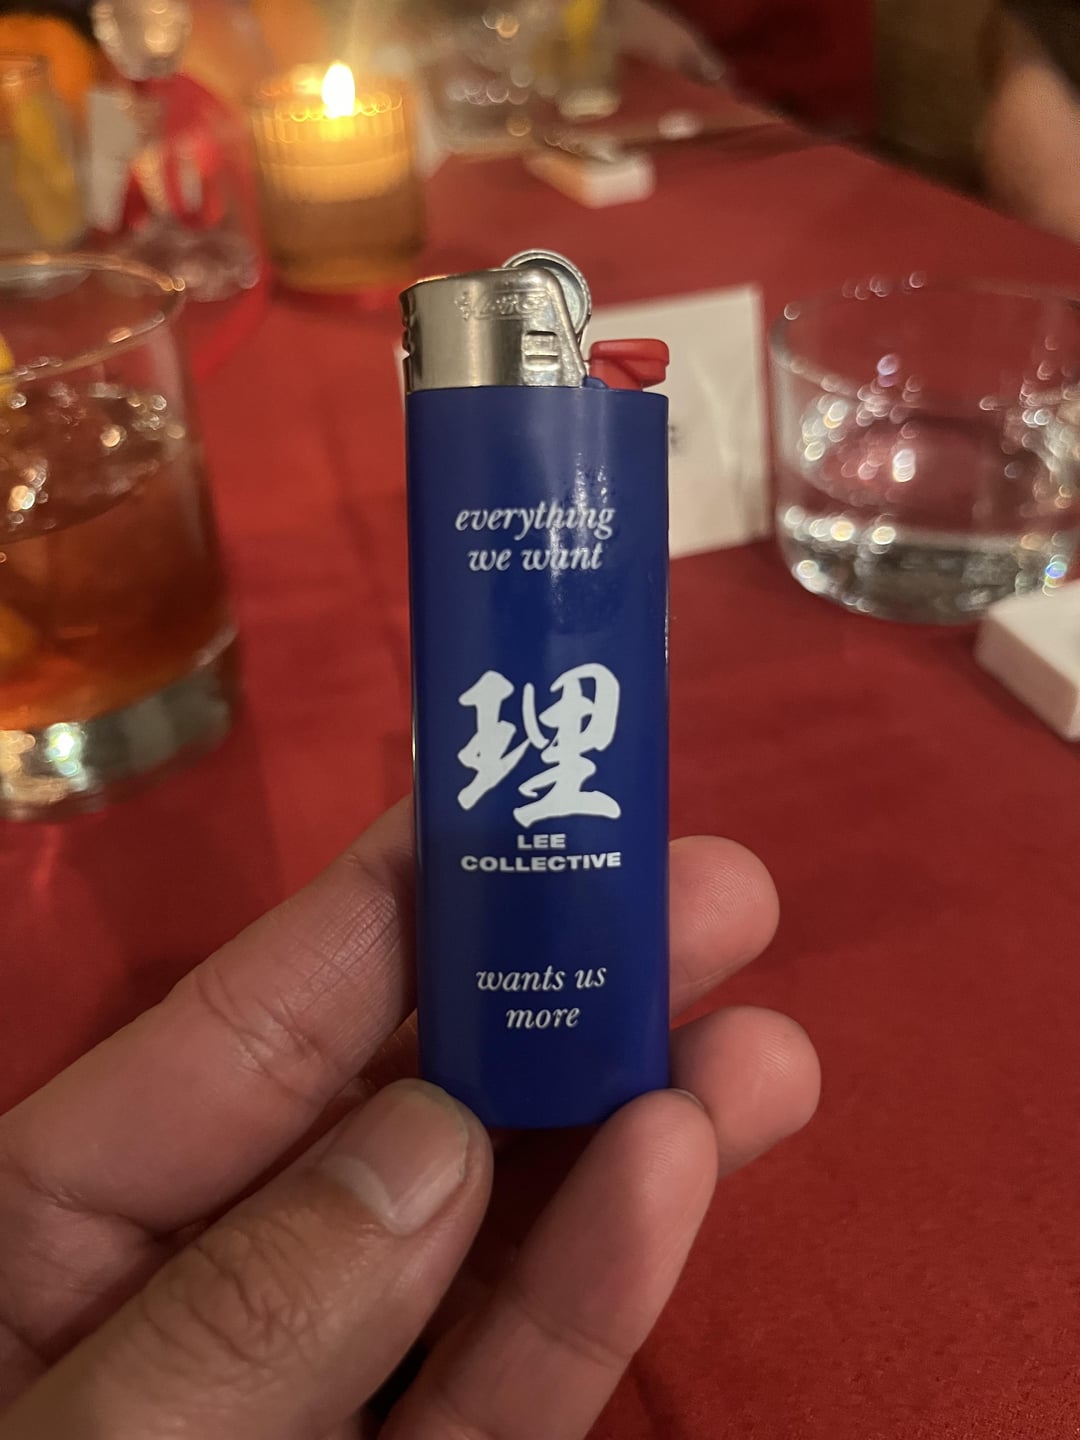 everything
we want
理
LEE
COLLECTIVE
wants us
more